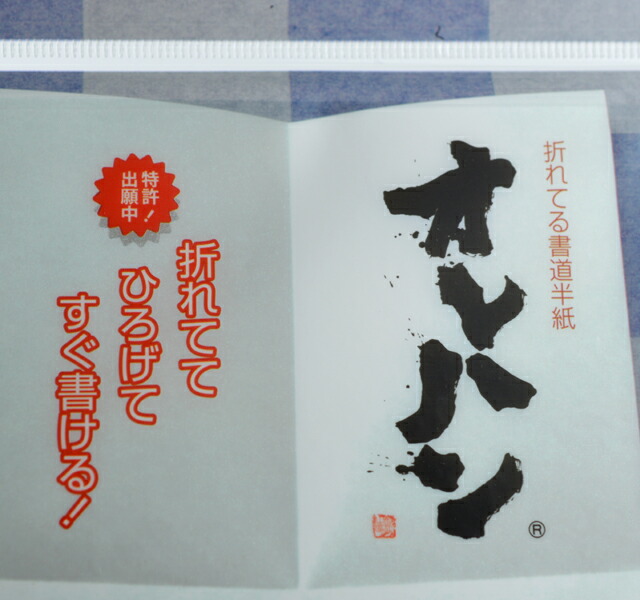 折れてる書道半紙
オレハン
®
特許!
出願中
折れてて
ひろげて
すぐ書ける!